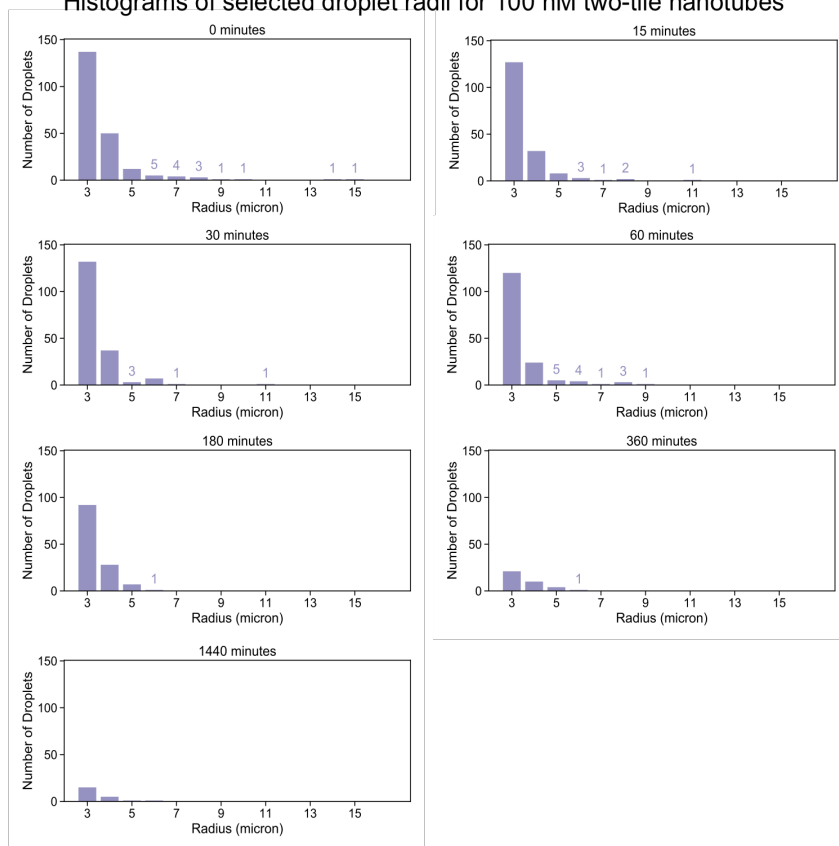 Histograms of selected droplet radii for 100 nM two-tile nanotubes
0 minutes
Number of Droplets
150
100
50
0
5 4 3 1 1 1 1
3 5 7 9 11 13 15
Radius (micron)
15 minutes
Number of Droplets
150
100
50
0
3 1 2 1
3 5 7 9 11 13 15
Radius (micron)
30 minutes
Number of Droplets
150
100
50
0
3 1 1
3 5 7 9 11 13 15
Radius (micron)
60 minutes
Number of Droplets
150
100
50
0
5 4 1 3 1
3 5 7 9 11 13 15
Radius (micron)
180 minutes
Number of Droplets
150
100
50
0
1
3 5 7 9 11 13 15
Radius (micron)
360 minutes
Number of Droplets
150
100
50
0
1
3 5 7 9 11 13 15
Radius (micron)
1440 minutes
Number of Droplets
150
100
50
0
3 5 7 9 11 13 15
Radius (micron)